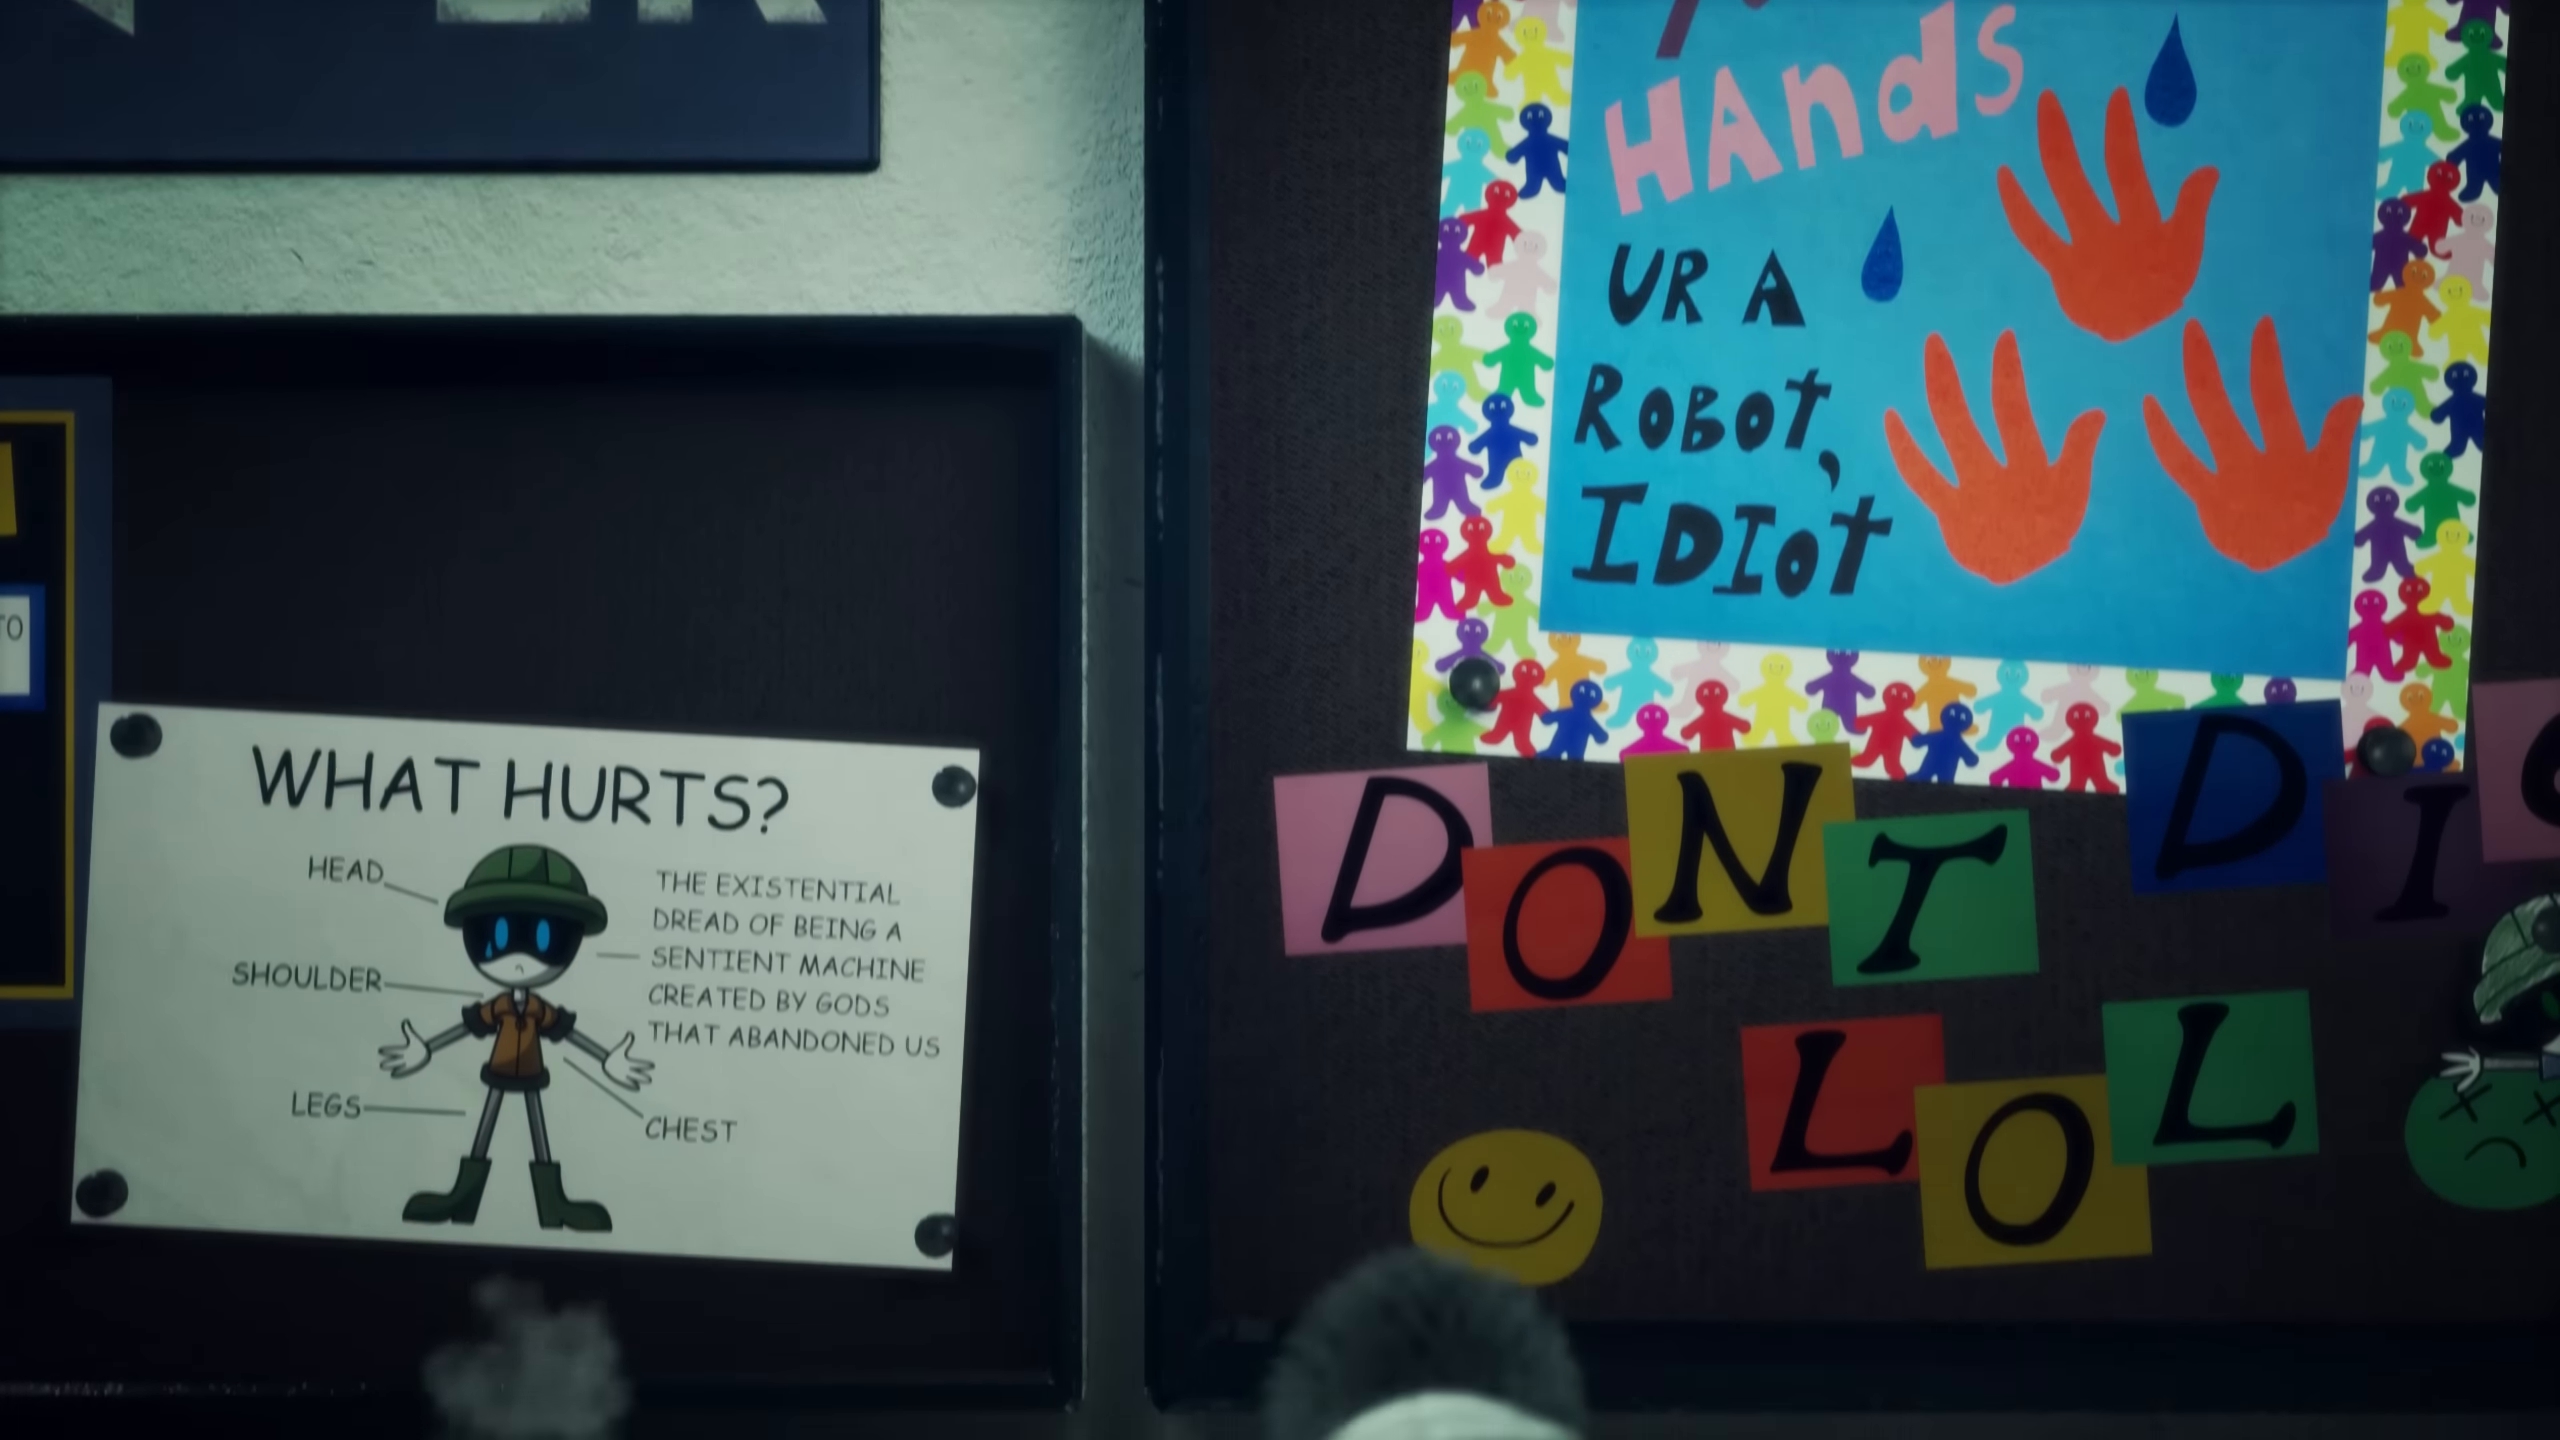 TO
WHAT HURTS?
HEAD
SHOULDER
LEGS
THE EXISTENTIAL
DREAD OF BEING A
SENTIENT MACHINE
CREATED BY GODS
THAT ABANDONED US
CHEST
Hands
UR A
ROBOT,
IDIOT
DONT DI
LOL